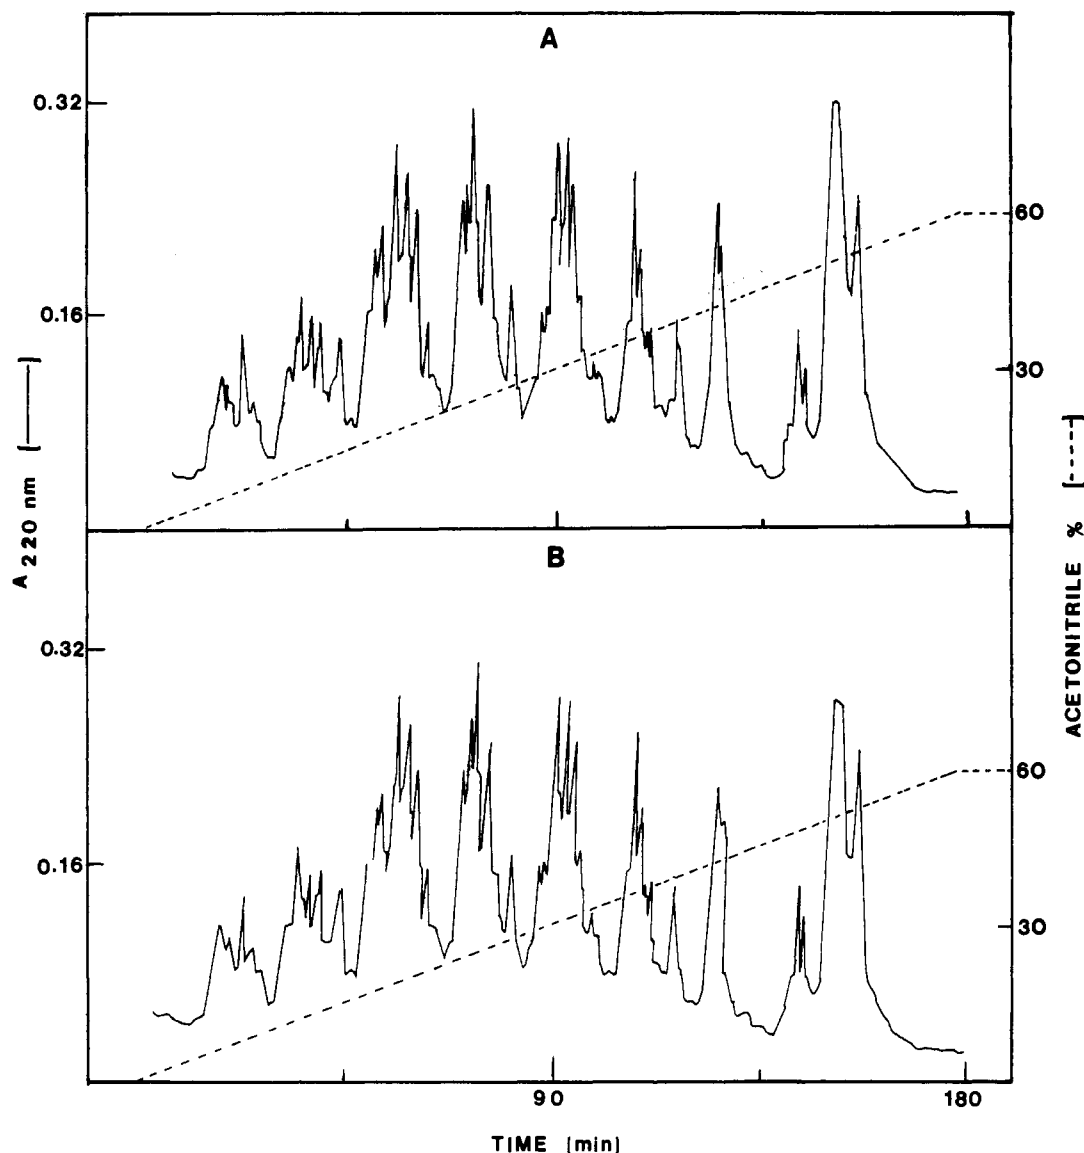 A
0.32
60
0.16
30
A 220 nm [——]
ACETONITRILE % [-----]
B
0.32
60
0.16
30
90
180
TIME [min]